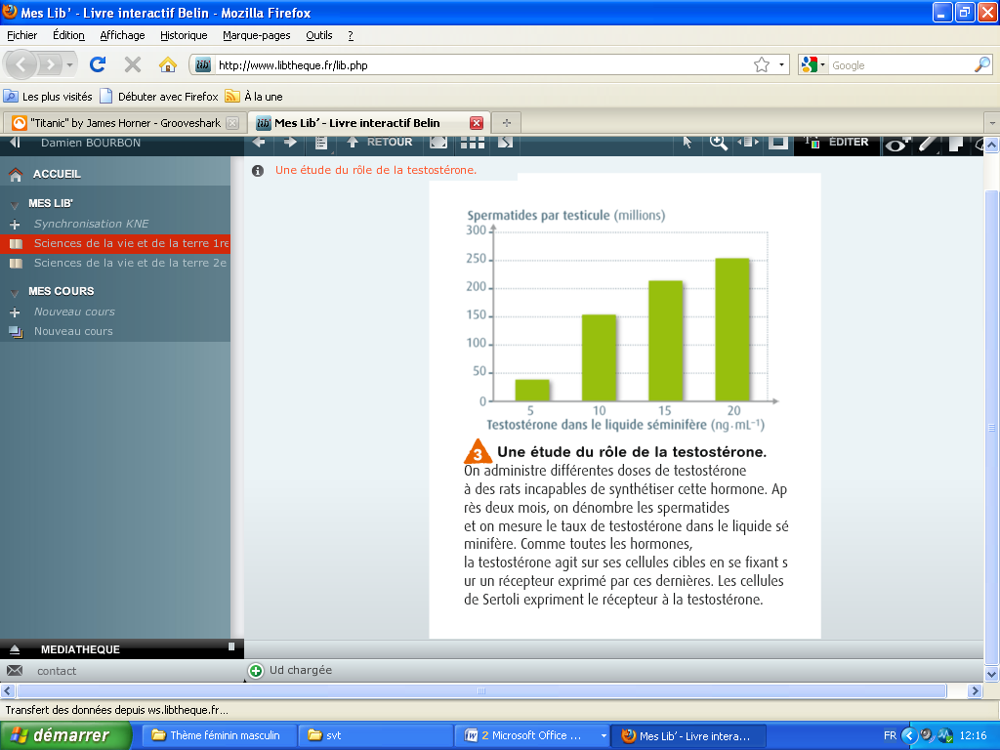 Mes Lib' - Livre interactif Belin - Mozilla Firefox
Fichier Édition Affichage Historique Marque-pages Outils ?
lib' http://www.libtheque.fr/lib.php Google
Les plus visités Débuter avec Firefox À la une
"Titanic" by James Horner - Grooveshark lib' Mes Lib' - Livre interactif Belin
Damien BOURBON RETOUR ÉDITER
ACCUEIL
MES LIB'
Synchronisation KNE
Sciences de la vie et de la terre 1re
Sciences de la vie et de la terre 2e
MES COURS
Nouveau cours
Nouveau cours
MEDIATHEQUE
contact
Une étude du rôle de la testostérone.
Spermatides par testicule (millions)
300
250
200
150
100
50
0
5 10 15 20
Testostérone dans le liquide séminifère (ng·mL⁻¹)
3 Une étude du rôle de la testostérone.
On administre différentes doses de testostérone
à des rats incapables de synthétiser cette hormone. Ap
rès deux mois, on dénombre les spermatides
et on mesure le taux de testostérone dans le liquide sé
minifère. Comme toutes les hormones,
la testostérone agit sur ses cellules cibles en se fixant s
ur un récepteur exprimé par ces dernières. Les cellules
de Sertoli expriment le récepteur à la testostérone.
Ud chargée
Transfert des données depuis ws.libtheque.fr...
démarrer Thème féminin masculin svt 2 Microsoft Office ... Mes Lib' - Livre intera... FR 12:16